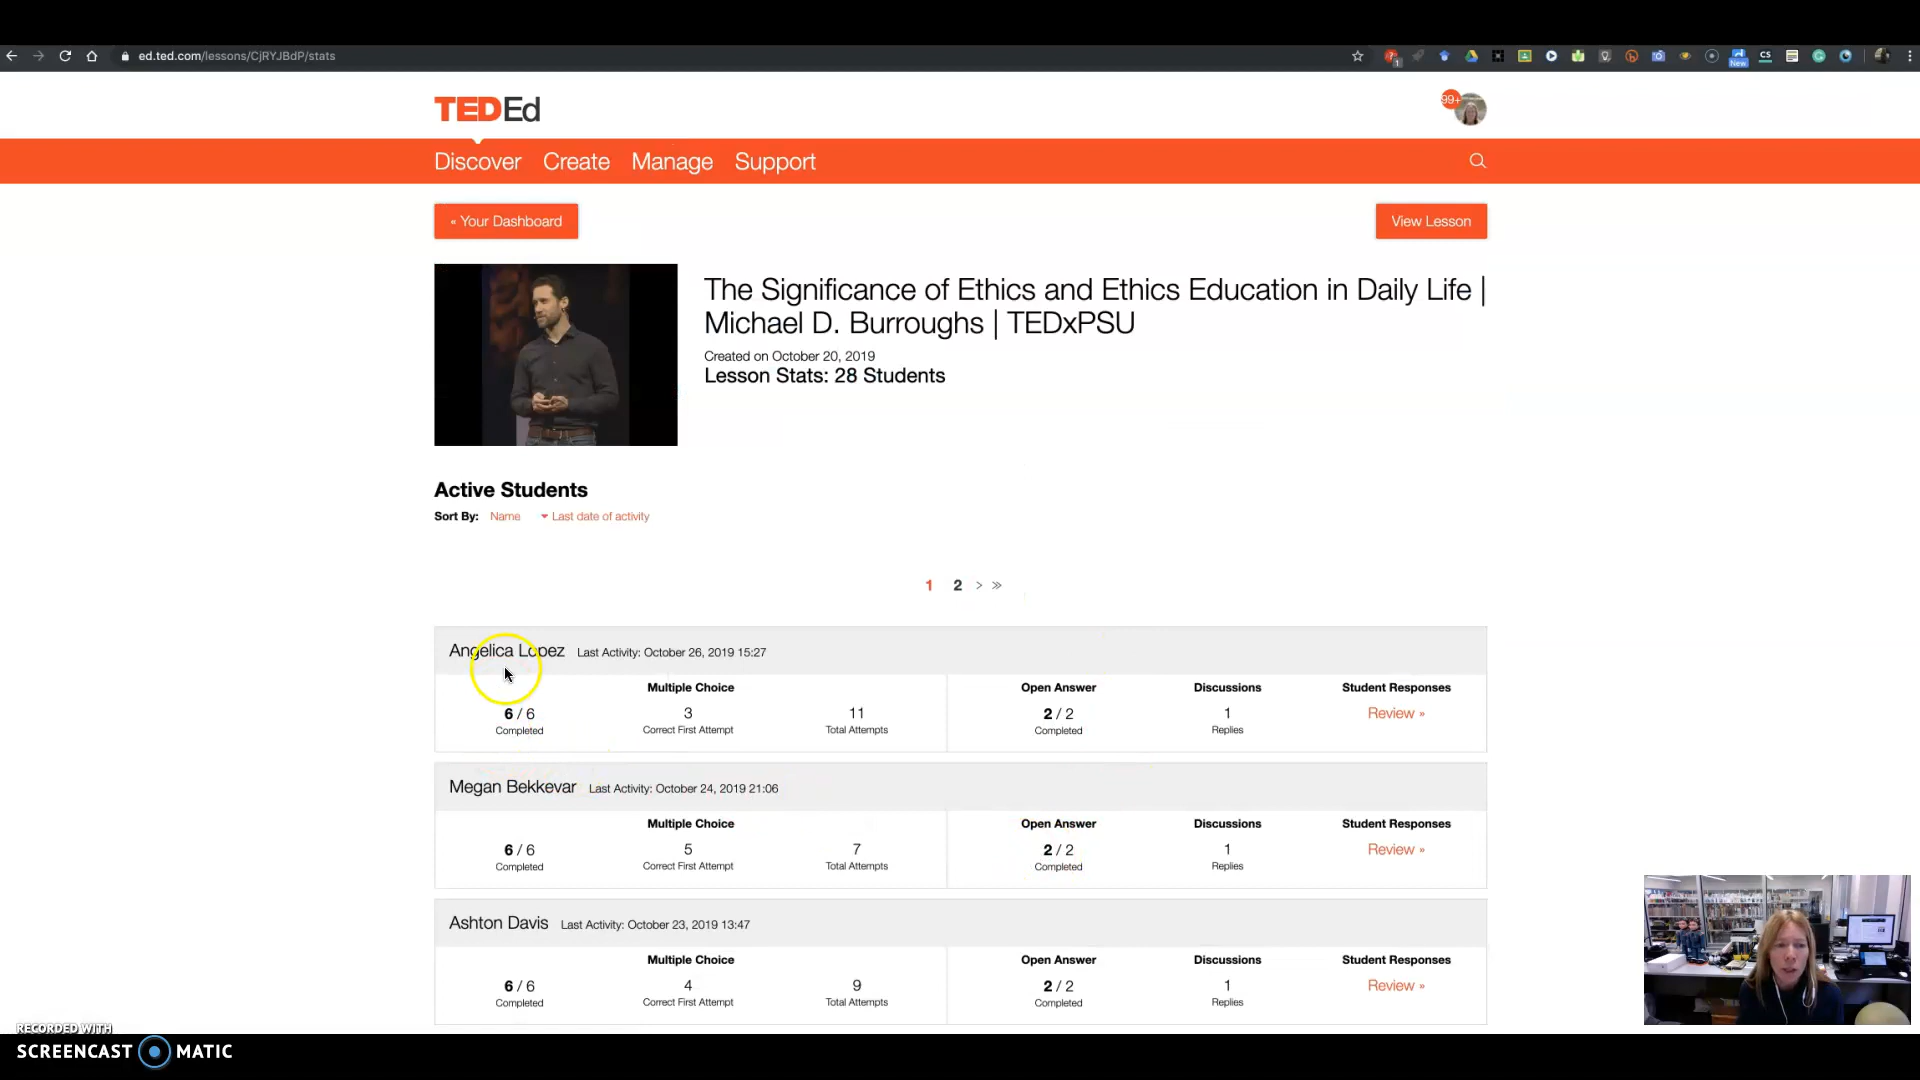 ed.ted.com/lessons/CjRYJBdP/stats
1
New
CS
TEDEd
99+
Discover Create Manage Support
« Your Dashboard
View Lesson
The Significance of Ethics and Ethics Education in Daily Life |
Michael D. Burroughs | TEDxPSU
Created on October 20, 2019
Lesson Stats: 28 Students
Active Students
Sort By: Name Last date of activity
1 2 > »
Angelica Lopez Last Activity: October 26, 2019 15:27
Multiple Choice Open Answer Discussions Student Responses
6 / 6 3 11 2 / 2 1 Review »
Completed Correct First Attempt Total Attempts Completed Replies
Megan Bekkevar Last Activity: October 24, 2019 21:06
Multiple Choice Open Answer Discussions Student Responses
6 / 6 5 7 2 / 2 1 Review »
Completed Correct First Attempt Total Attempts Completed Replies
Ashton Davis Last Activity: October 23, 2019 13:47
Multiple Choice Open Answer Discussions Student Responses
6 / 6 4 9 2 / 2 1 Review »
Completed Correct First Attempt Total Attempts Completed Replies
RECORDED WITH
SCREENCAST MATIC